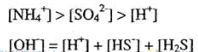 [NH₄⁺] > [SO₄²⁻] > [H⁺]
[OH⁻] = [H⁺] + [HS⁻] + [H₂S]